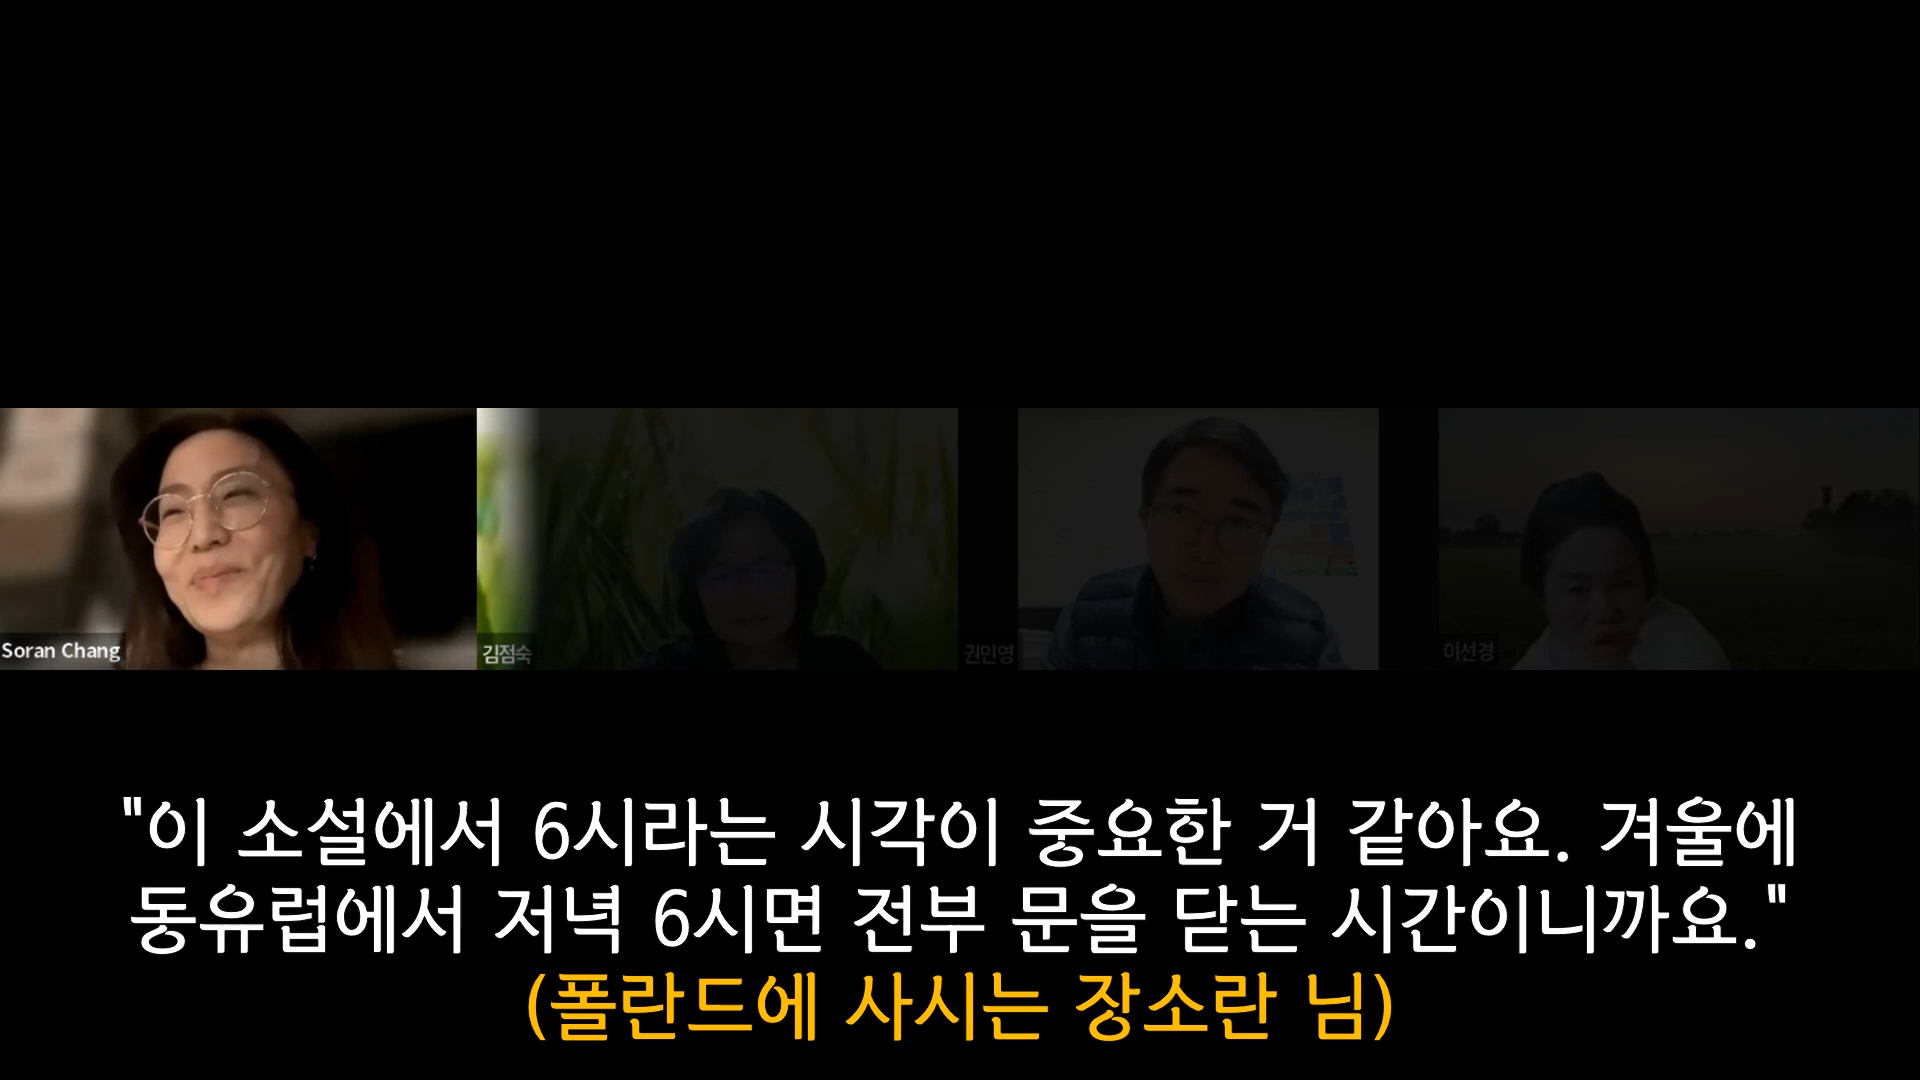 Soran Chang
김점숙
권민영
이선경
"이 소설에서 6시라는 시각이 중요한 거 같아요. 겨울에
동유럽에서 저녁 6시면 전부 문을 닫는 시간이니까요."
(폴란드에 사시는 장소란 님)